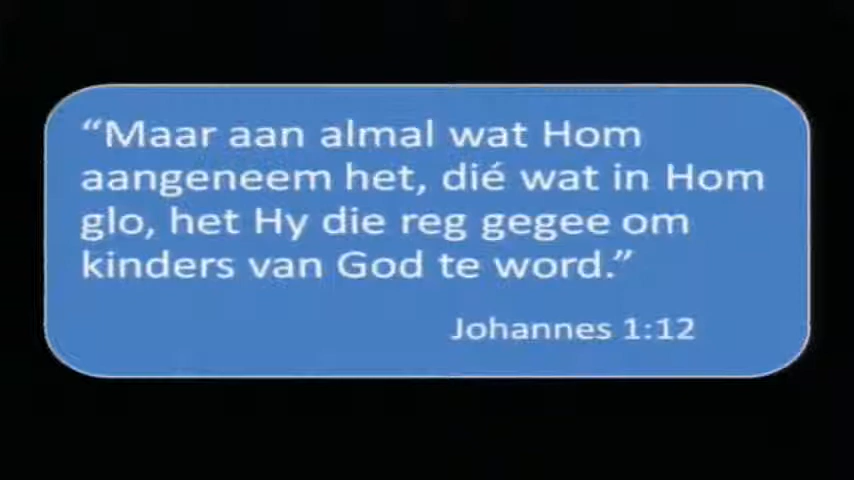 “Maar aan almal wat Hom
aangeneem het, dié wat in Hom
glo, het Hy die reg gegee om
kinders van God te word.”
Johannes 1:12